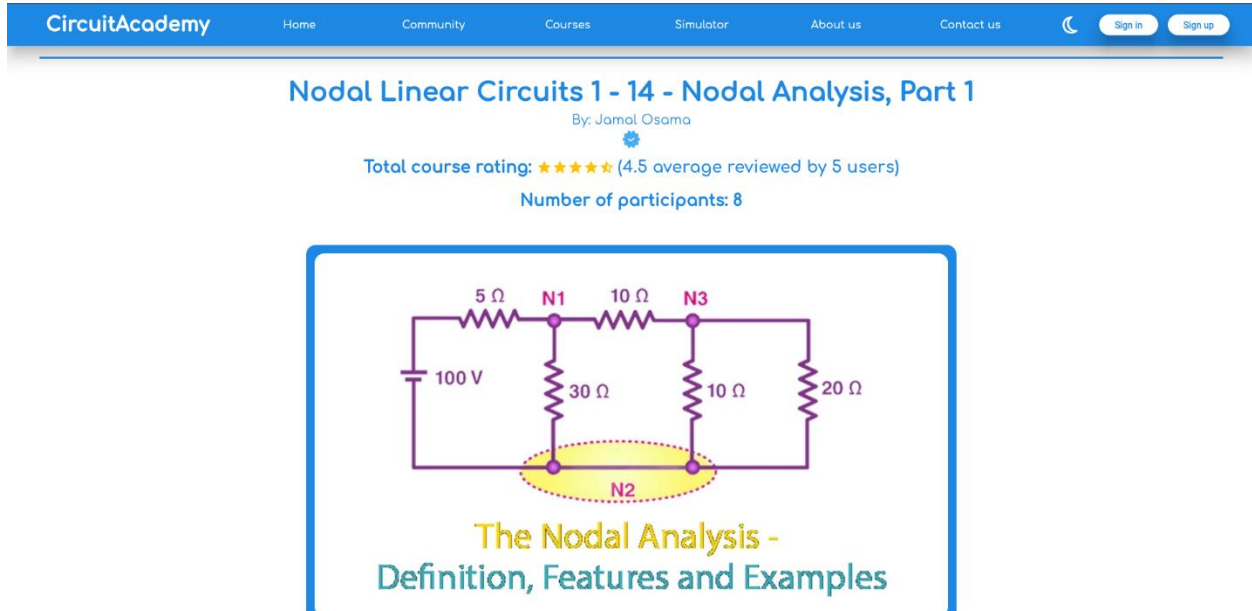 CircuitAcademy Home Community Courses Simulator About us Contact us Sign in Sign up
Nodal Linear Circuits 1 - 14 - Nodal Analysis, Part 1
By: Jamal Osama
Total course rating: (4.5 average reviewed by 5 users)
Number of participants: 8
5 Ω N1 10 Ω N3
100 V 30 Ω 10 Ω 20 Ω
N2
The Nodal Analysis -
Definition, Features and Examples